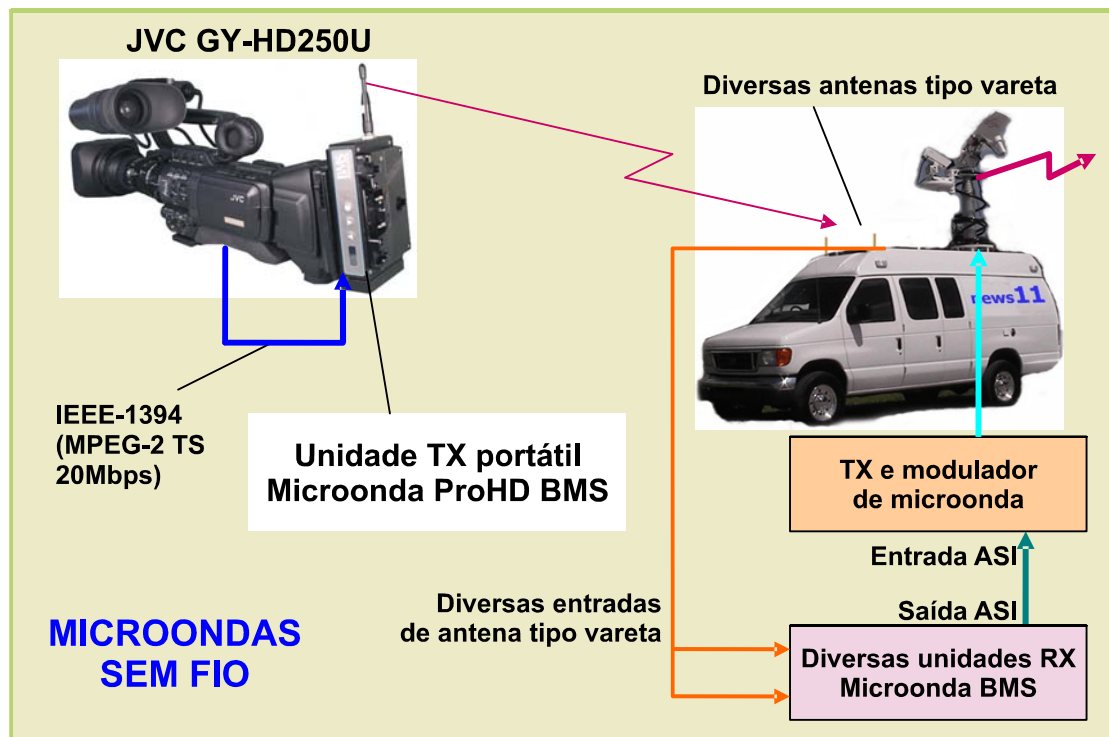 JVC GY-HD250U
JVC
BMS
Diversas antenas tipo vareta
news11
IEEE-1394
(MPEG-2 TS
20Mbps)
Unidade TX portátil
Microonda ProHD BMS
TX e modulador
de microonda
Entrada ASI
Saída ASI
Diversas entradas
de antena tipo vareta
Diversas unidades RX
Microonda BMS
MICROONDAS
SEM FIO